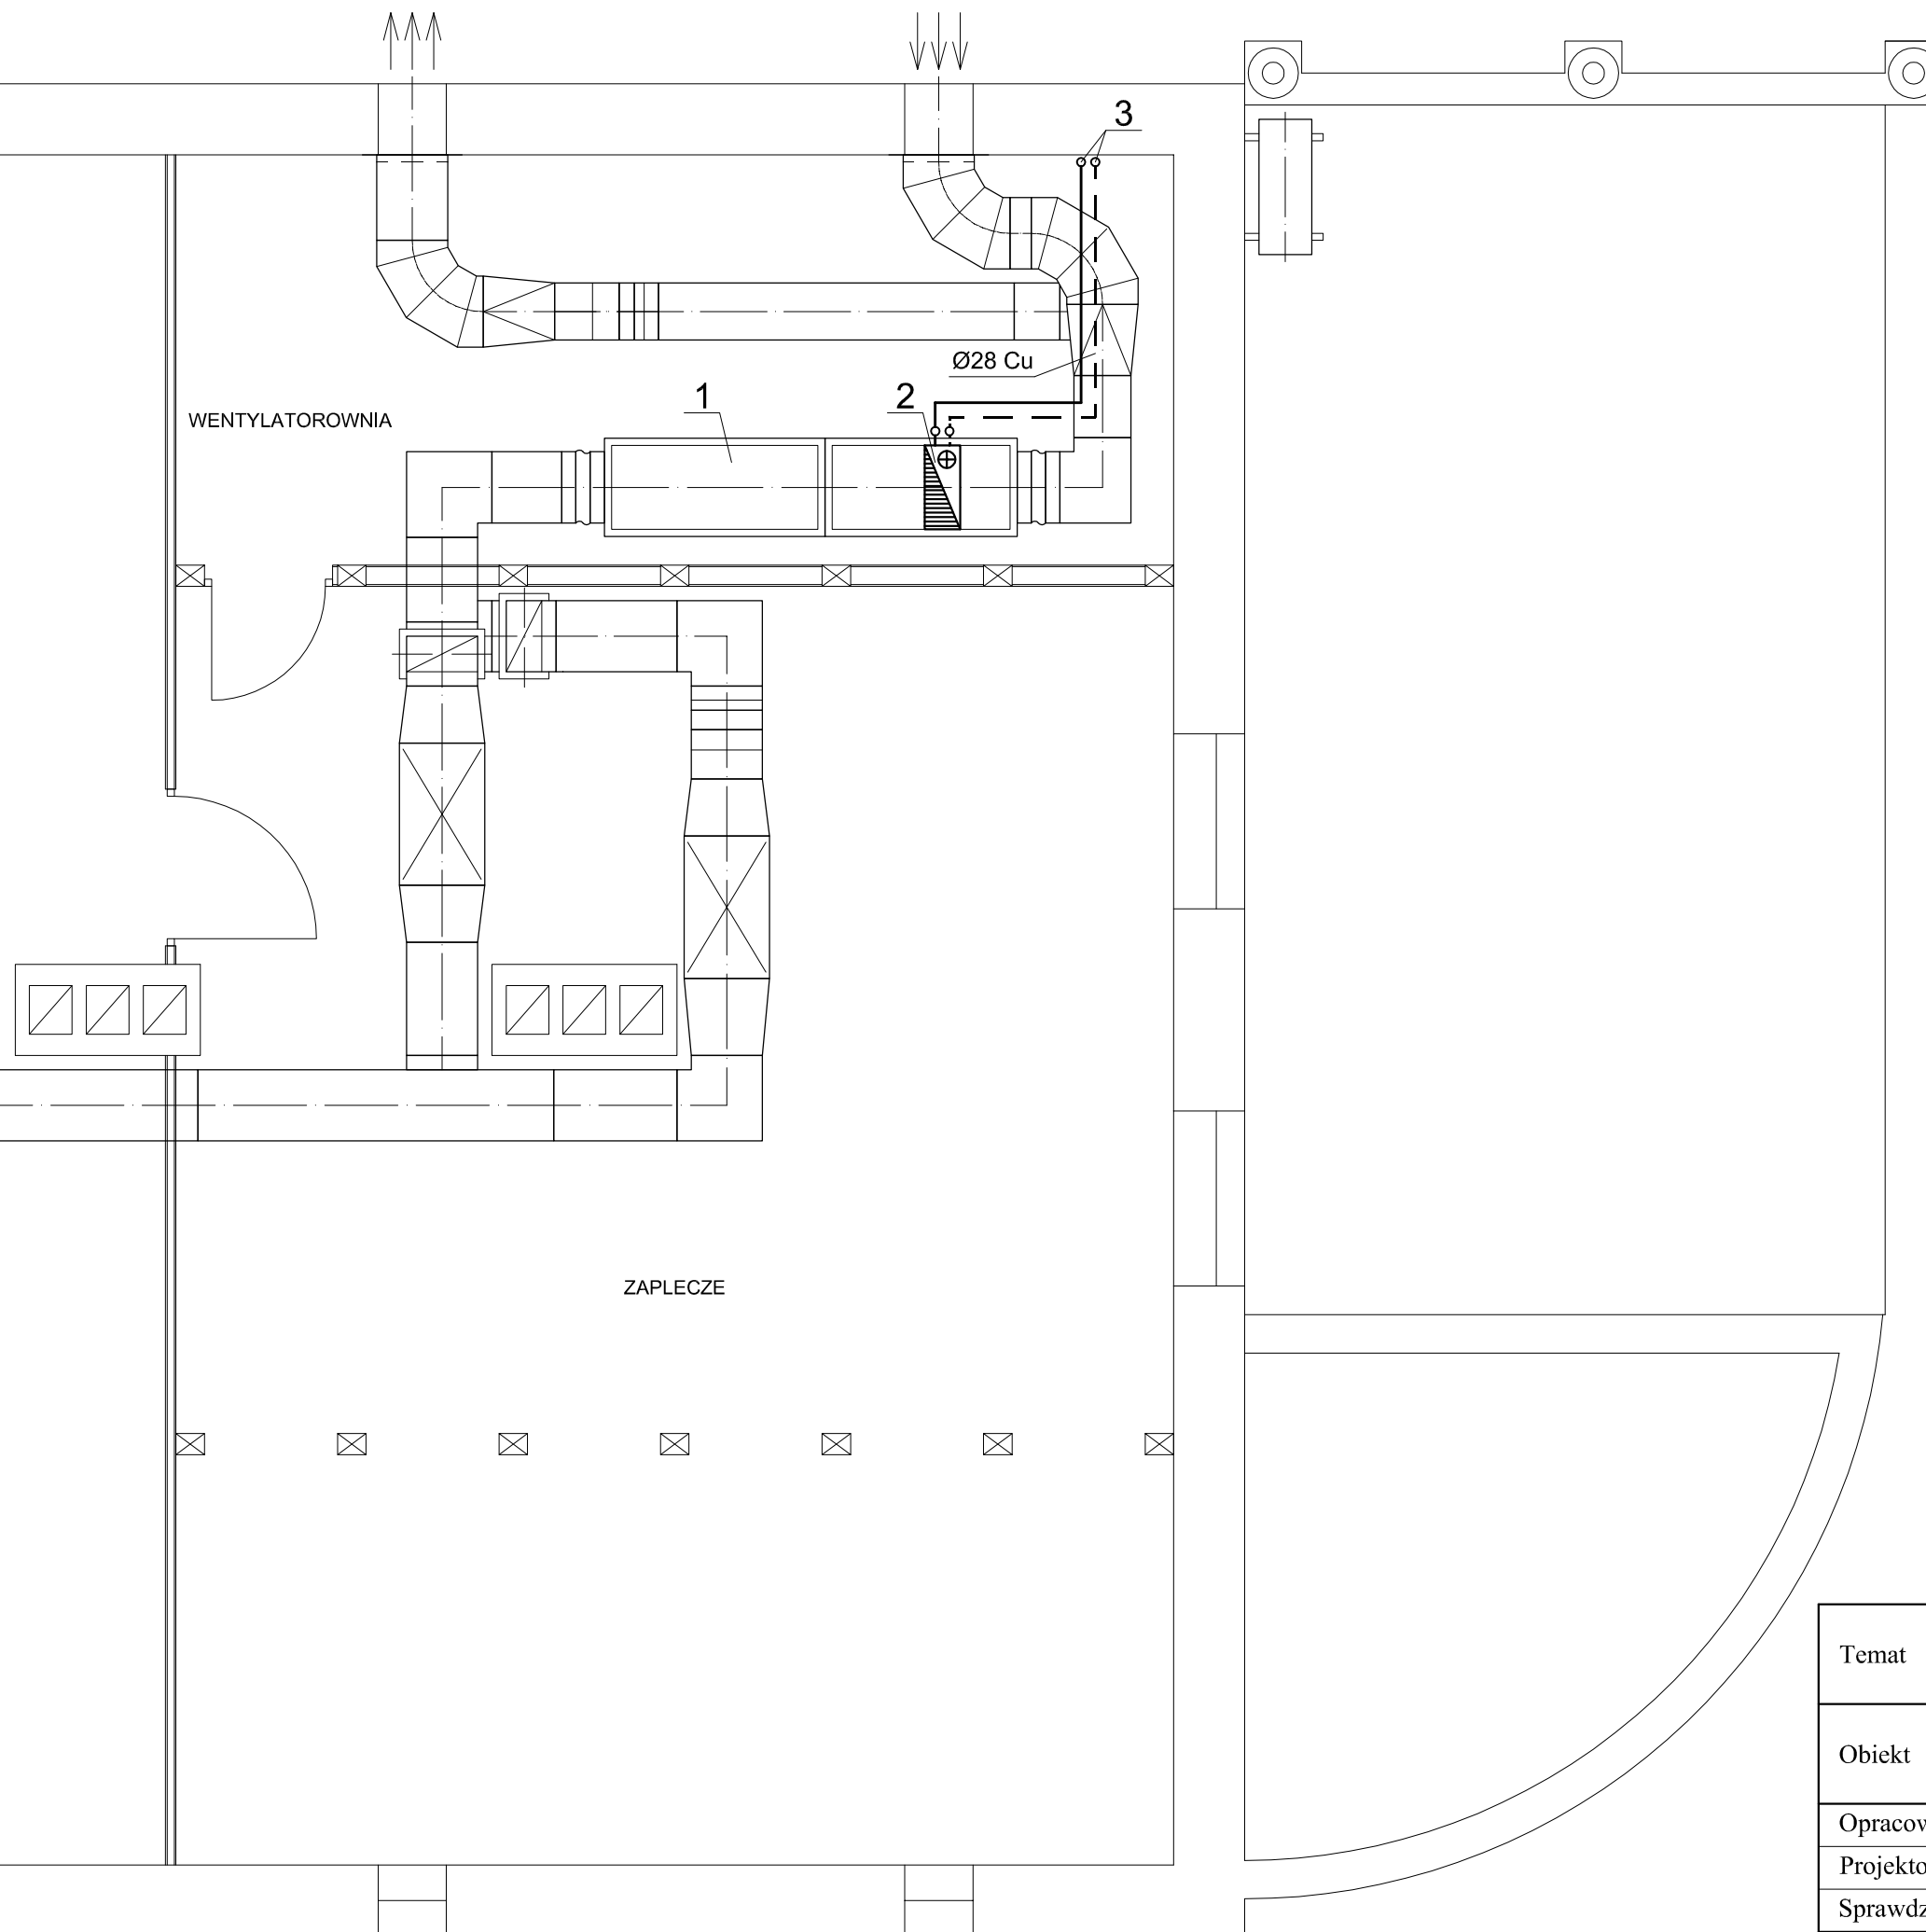 3
Ø28 Cu
1
2
WENTYLATOROWNIA
ZAPLECZE
Temat
Obiekt